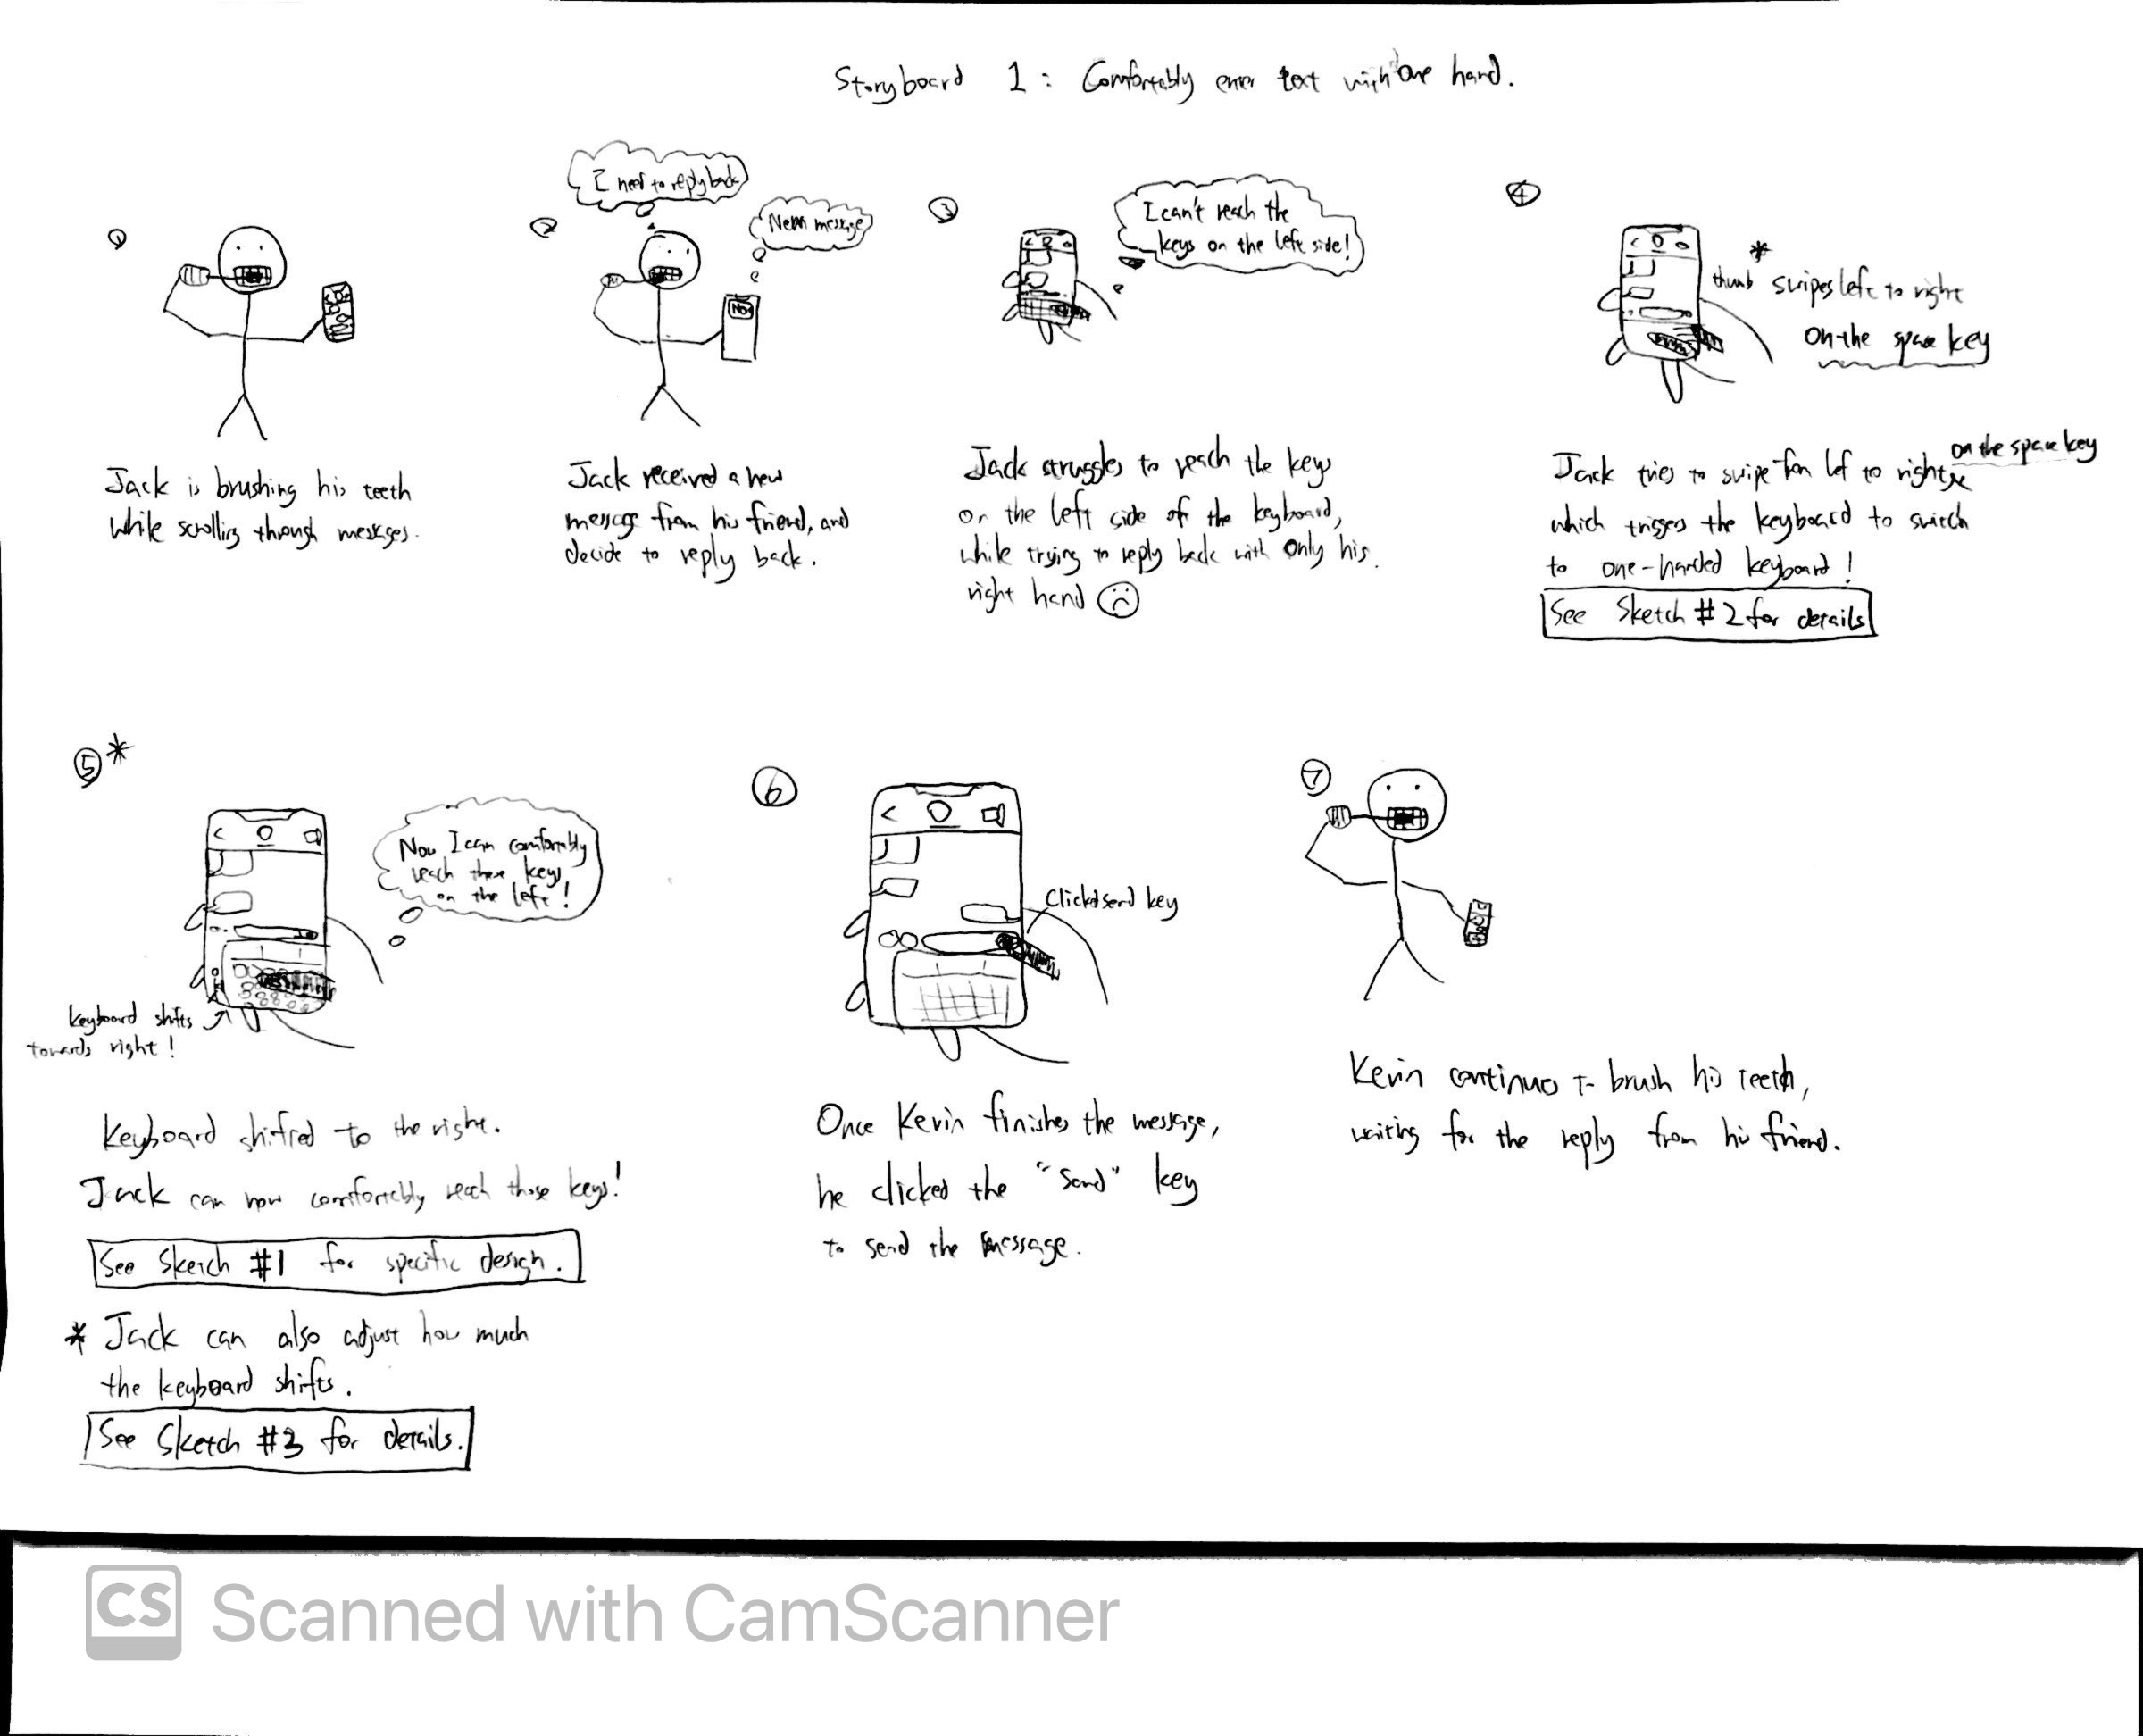 Storyboard 1: Comfortably enter text with one hand.
①
Jack is brushing his teeth
while scrolling through messages.
②
I need to reply back
New message
New
Jack received a new
message from his friend, and
decide to reply back.
③
I can't reach the
keys on the left side!
Jack struggles to reach the keys
on the left side of the keyboard,
while trying to reply back with only his
right hand ☹
④
*
thumb swipes left to right
on the space key
Jack tries to swipe from lef to right on the space key
which triggers the keyboard to switch
to one-handed keyboard!
See Sketch #2 for details
⑤*
Now I can comfortably
reach these keys
on the left!
keyboard shifts
towards right!
Keyboard shifted to the right.
Jack can now comfortably reach those keys!
See Sketch #1 for specific design.
* Jack can also adjust how much
the keyboard shifts.
See Sketch #3 for details.
⑥
send key
Once Kevin finishes the message,
he clicked the "Send" key
to send the message.
⑦
Kevin continues to brush his teeth,
waiting for the reply from his friend.
CS Scanned with CamScanner